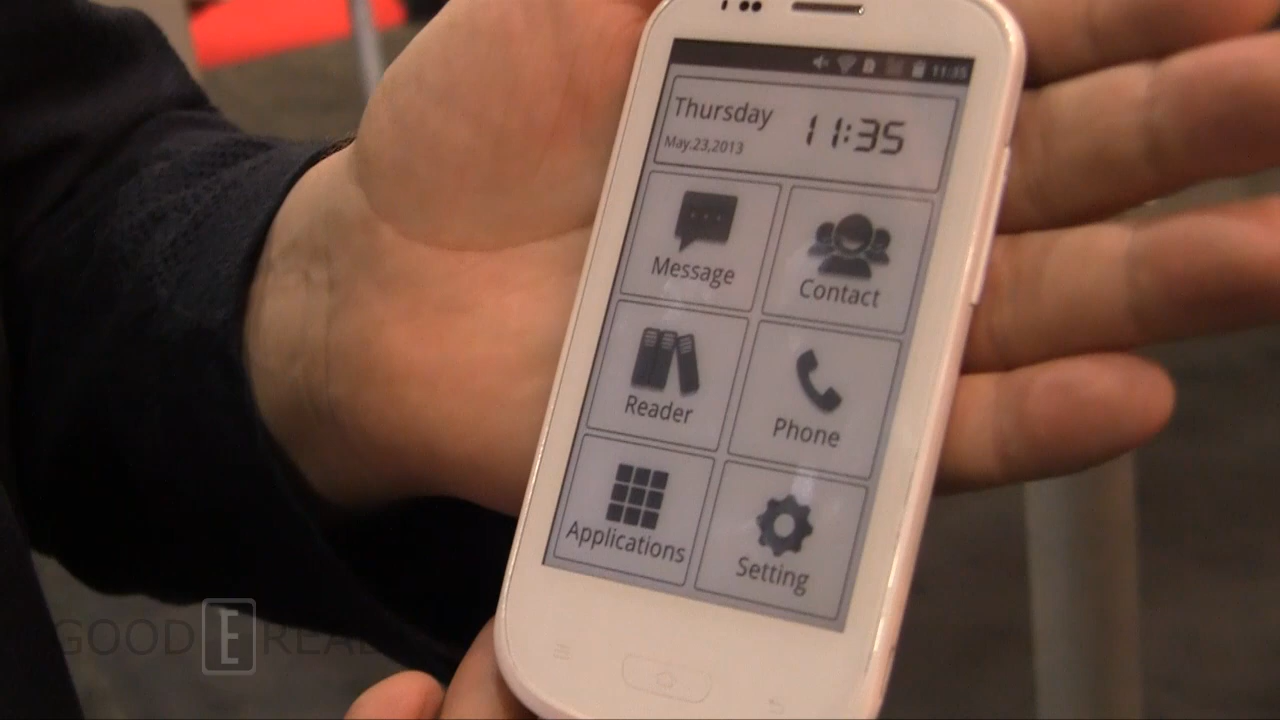 11:35
Thursday
11:35
May.23,2013
Message
Contact
Reader
Phone
Applications
Setting
GOOD E READ